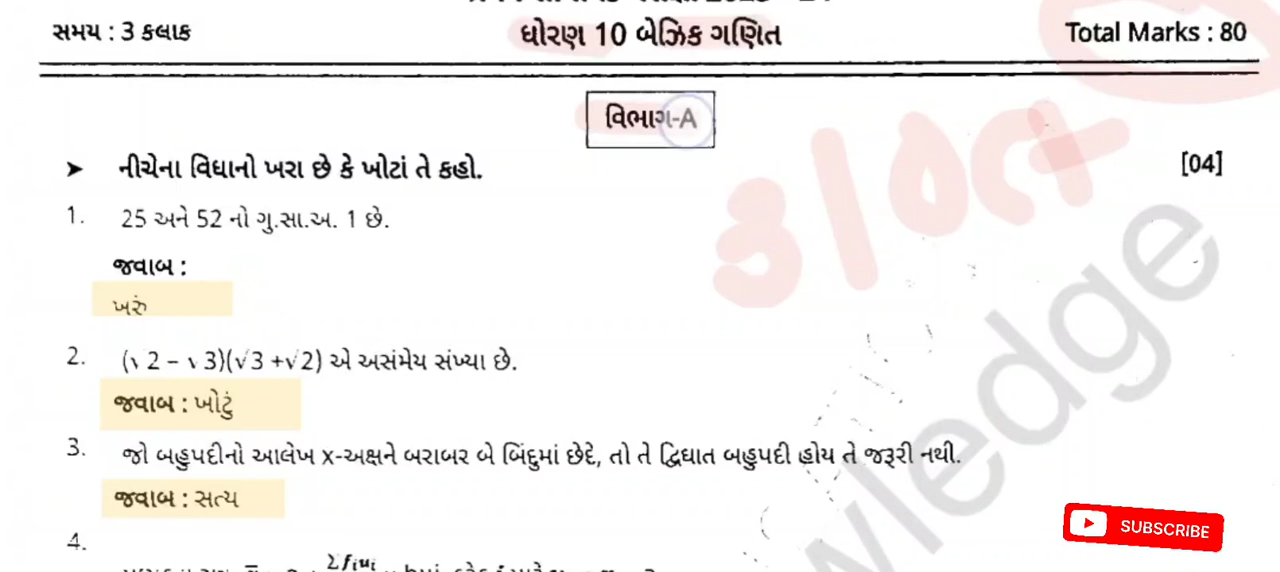 સમય : 3 કલાક
ધોરણ 10 બેઝિક ગણિત
Total Marks : 80
વિભાગ-A
➤ નીચેના વિધાનો ખરા છે કે ખોટાં તે કહો. [04]
1. 25 અને 52 નો ગુ.સા.અ. 1 છે.
જવાબ :
ખરું
2. (√2 – √3)(√3 +√2) એ અસંમેય સંખ્યા છે.
જવાબ : ખોટું
3. જો બહુપદીનો આલેખ x-અક્ષને બરાબર બે બિંદુમાં છેદે, તો તે દ્વિઘાત બહુપદી હોય તે જરૂરી નથી.
જવાબ : સત્ય
4.
Σfiui
wledge
SUBSCRIBE